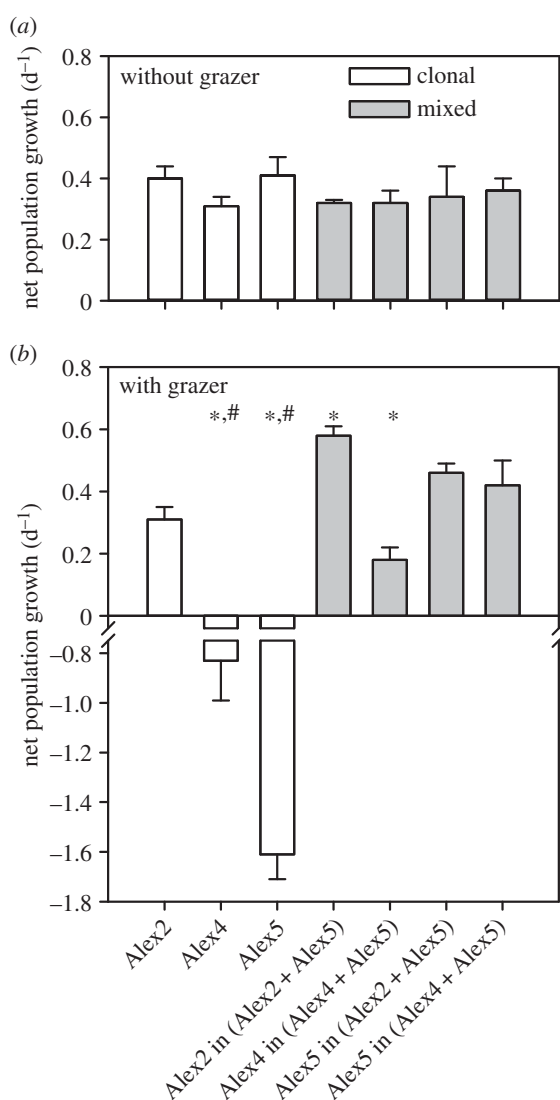 (a)
0.8
without grazer
clonal
mixed
0.6
0.4
0.2
0
net population growth (d⁻¹)
(b)
0.8
with grazer
*,# *,# * *
0.6
0.4
0.2
0
–0.8
–1.0
–1.2
–1.4
–1.6
–1.8
net population growth (d⁻¹)
Alex2
Alex4
Alex5
Alex2 in (Alex2 + Alex5)
Alex4 in (Alex4 + Alex5)
Alex5 in (Alex2 + Alex5)
Alex5 in (Alex4 + Alex5)